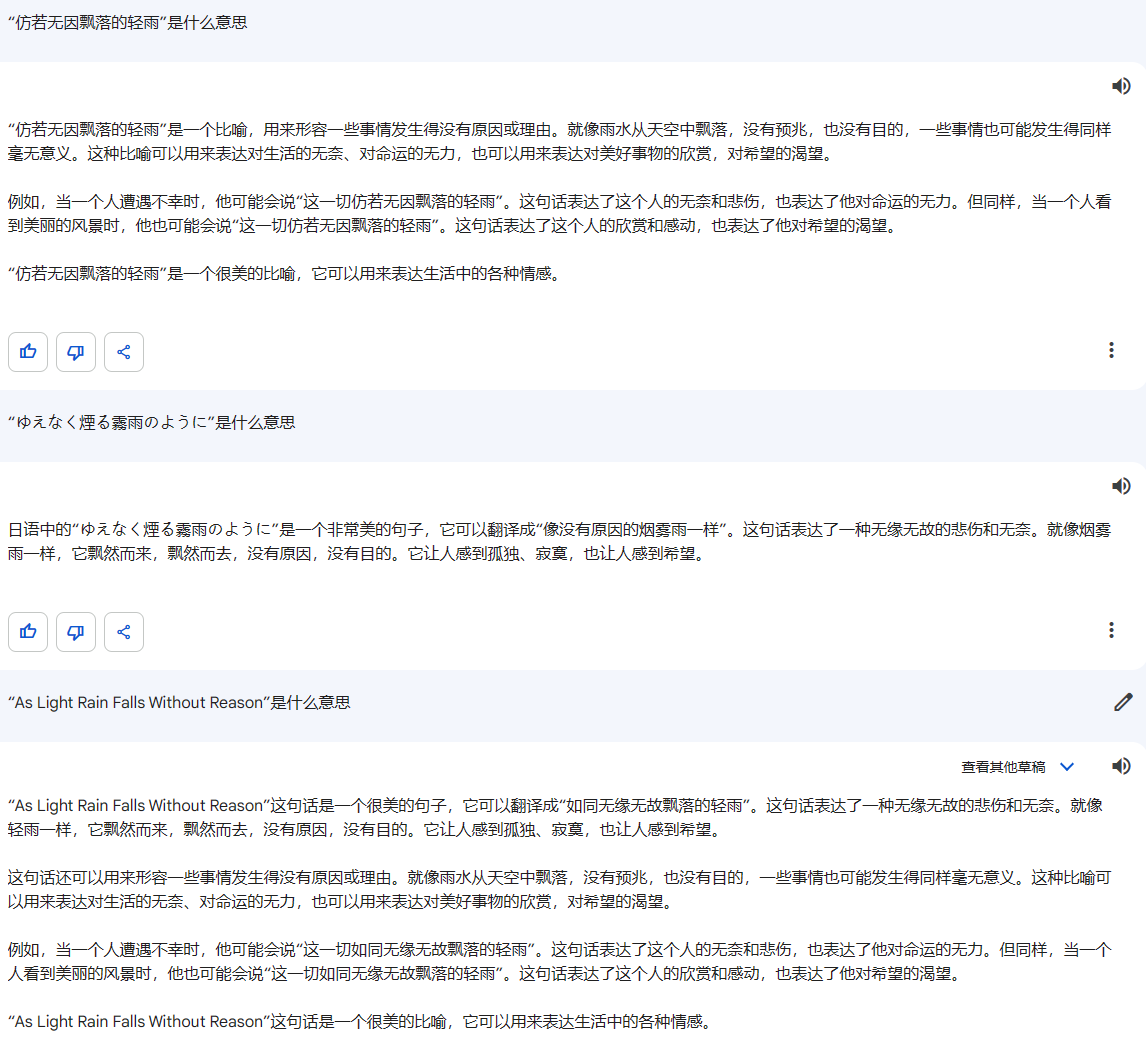 “仿若无因飘落的轻雨”是什么意思
“仿若无因飘落的轻雨”是一个比喻，用来形容一些事情发生得没有原因或理由。就像雨水从天空中飘落，没有预兆，也没有目的，一些事情也可能发生得同样
毫无意义。这种比喻可以用来表达对生活的无奈、对命运的无力，也可以用来表达对美好事物的欣赏，对希望的渴望。
例如，当一个人遭遇不幸时，他可能会说“这一切仿若无因飘落的轻雨”。这句话表达了这个人的无奈和悲伤，也表达了他对命运的无力。但同样，当一个人看
到美丽的风景时，他也可能会说“这一切仿若无因飘落的轻雨”。这句话表达了这个人的欣赏和感动，也表达了他对希望的渴望。
“仿若无因飘落的轻雨”是一个很美的比喻，它可以用来表达生活中的各种情感。
“ゆえなく煙る霧雨のように”是什么意思
日语中的“ゆえなく煙る霧雨のように”是一个非常美的句子，它可以翻译成“像没有原因的烟雾雨一样”。这句话表达了一种无缘无故的悲伤和无奈。就像烟雾
雨一样，它飘然而来，飘然而去，没有原因，没有目的。它让人感到孤独、寂寞，也让人感到希望。
“As Light Rain Falls Without Reason”是什么意思
查看其他草稿
“As Light Rain Falls Without Reason”这句话是一个很美的句子，它可以翻译成“如同无缘无故飘落的轻雨”。这句话表达了一种无缘无故的悲伤和无奈。就像
轻雨一样，它飘然而来，飘然而去，没有原因，没有目的。它让人感到孤独、寂寞，也让人感到希望。
这句话还可以用来形容一些事情发生得没有原因或理由。就像雨水从天空中飘落，没有预兆，也没有目的，一些事情也可能发生得同样毫无意义。这种比喻可
以用来表达对生活的无奈、对命运的无力，也可以用来表达对美好事物的欣赏，对希望的渴望。
例如，当一个人遭遇不幸时，他可能会说“这一切如同无缘无故飘落的轻雨”。这句话表达了这个人的无奈和悲伤，也表达了他对命运的无力。但同样，当一个
人看到美丽的风景时，他也可能会说“这一切如同无缘无故飘落的轻雨”。这句话表达了这个人的欣赏和感动，也表达了他对希望的渴望。
“As Light Rain Falls Without Reason”这句话是一个很美的比喻，它可以用来表达生活中的各种情感。